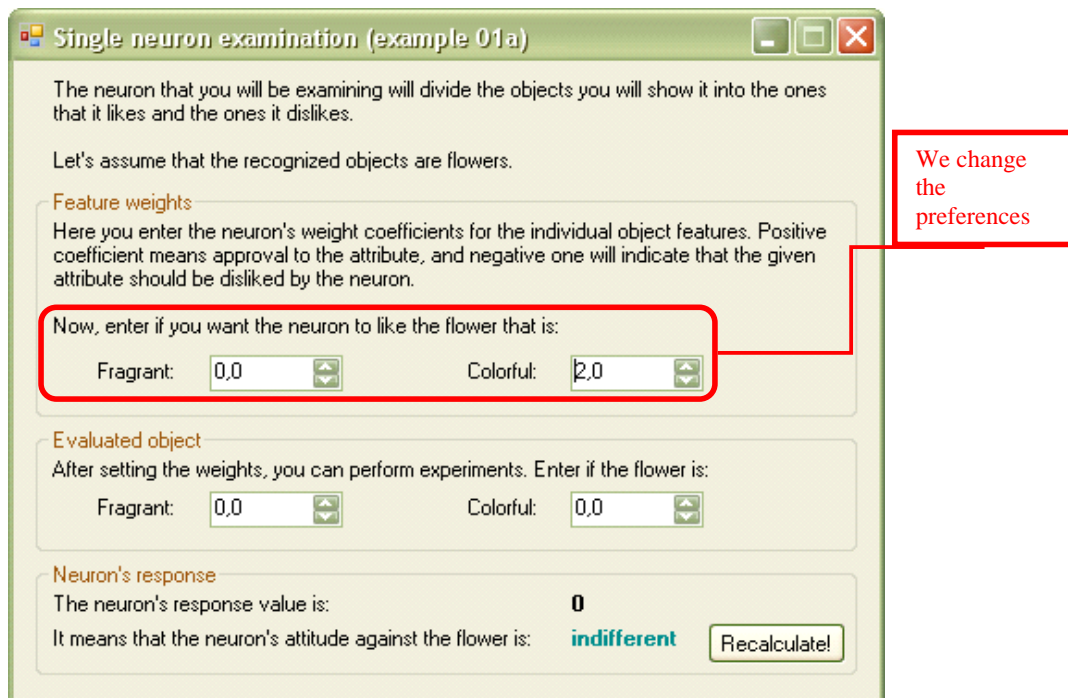 Single neuron examination (example 01a)
The neuron that you will be examining will divide the objects you will show it into the ones
that it likes and the ones it dislikes.
Let's assume that the recognized objects are flowers.
We change
the
preferences
Feature weights
Here you enter the neuron's weight coefficients for the individual object features. Positive
coefficient means approval to the attribute, and negative one will indicate that the given
attribute should be disliked by the neuron.
Now, enter if you want the neuron to like the flower that is:
Fragrant: 0,0 Colorful: 2,0
Evaluated object
After setting the weights, you can perform experiments. Enter if the flower is:
Fragrant: 0,0 Colorful: 0,0
Neuron's response
The neuron's response value is: 0
It means that the neuron's attitude against the flower is: indifferent Recalculate!